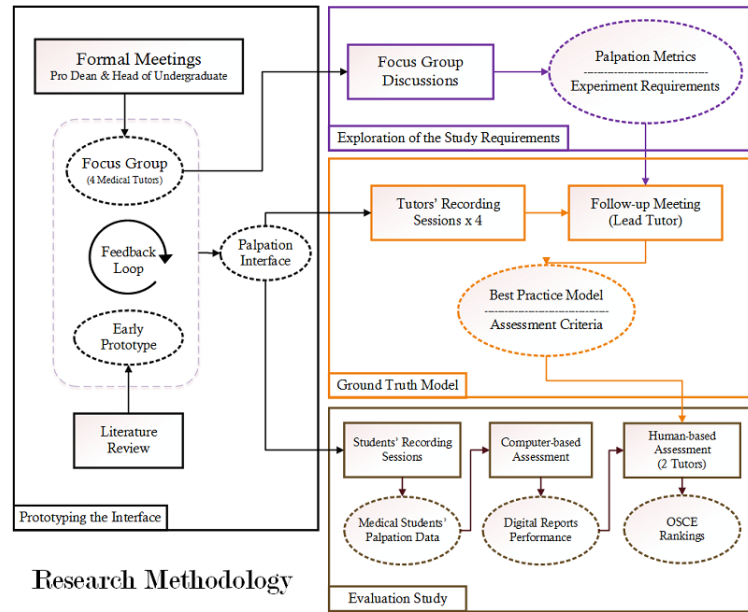 Formal Meetings
Pro Dean & Head of Undergraduate
Focus Group
(4 Medical Tutors)
Feedback
Loop
Early
Prototype
Literature
Review
Palpation
Interface
Prototyping the Interface
Focus Group
Discussions
Palpation Metrics
Experiment Requirements
Exploration of the Study Requirements
Tutors' Recording
Sessions x 4
Follow-up Meeting
(Lead Tutor)
Best Practice Model
Assessment Criteria
Ground Truth Model
Students' Recording
Sessions
Computer-based
Assessment
Human-based
Assessment
(2 Tutors)
Medical Students'
Palpation Data
Digital Reports
Performance
OSCE
Rankings
Evaluation Study
Research Methodology